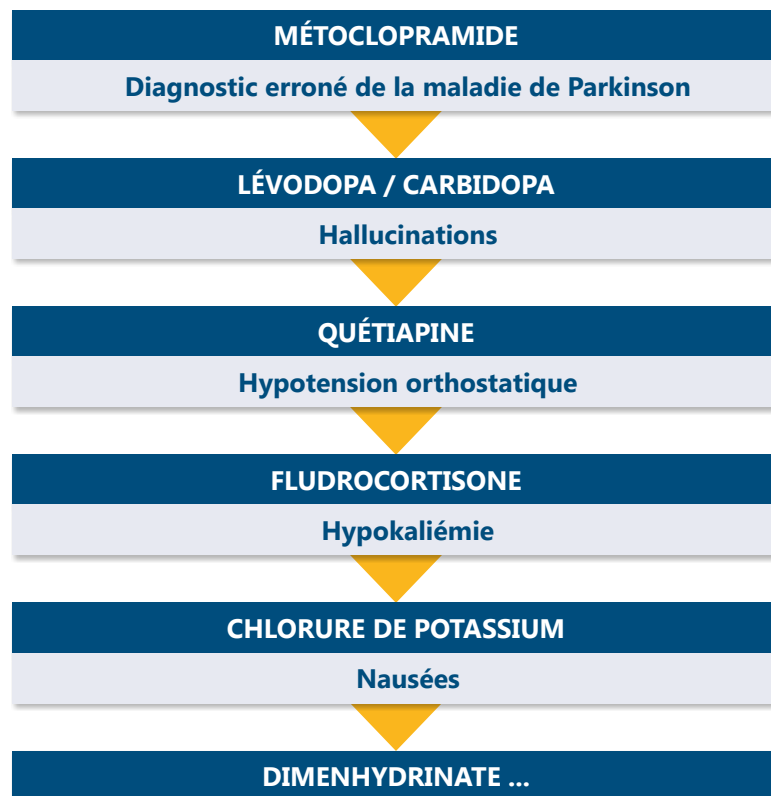 MÉTOCLOPRAMIDE
Diagnostic erroné de la maladie de Parkinson
LÉVODOPA / CARBIDOPA
Hallucinations
QUÉTIAPINE
Hypotension orthostatique
FLUDROCORTISONE
Hypokaliémie
CHLORURE DE POTASSIUM
Nausées
DIMENHYDRINATE ...